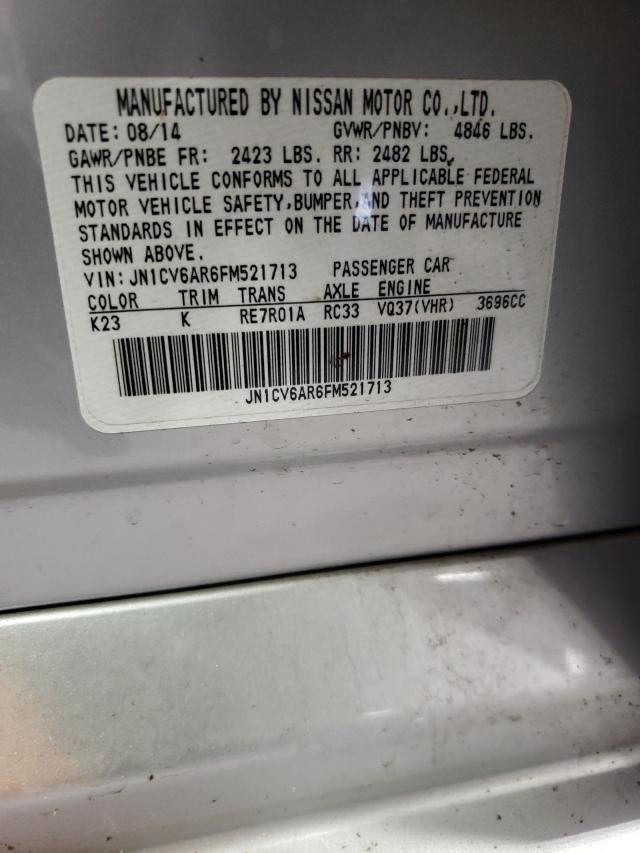 MANUFACTURED BY NISSAN MOTOR CO.,LTD.
DATE: 08/14 GVWR/PNBV: 4846 LBS.
GAWR/PNBE FR: 2423 LBS. RR: 2482 LBS.
THIS VEHICLE CONFORMS TO ALL APPLICABLE FEDERAL
MOTOR VEHICLE SAFETY,BUMPER,AND THEFT PREVENTION
STANDARDS IN EFFECT ON THE DATE OF MANUFACTURE
SHOWN ABOVE.
VIN: JN1CV6AR6FM521713 PASSENGER CAR
COLOR TRIM TRANS AXLE ENGINE
K23 K RE7R01A RC33 VQ37(VHR) 3696CC
JN1CV6AR6FM521713